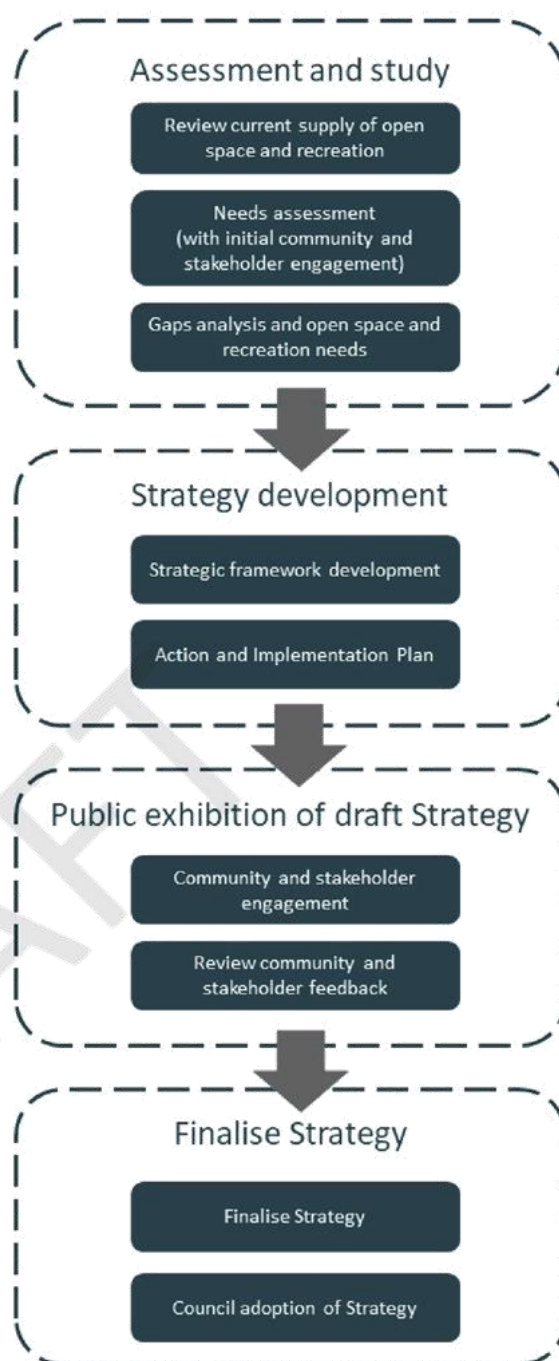 Assessment and study
Review current supply of open
space and recreation
Needs assessment
(with initial community and
stakeholder engagement)
Gaps analysis and open space and
recreation needs
Strategy development
Strategic framework development
Action and Implementation Plan
Public exhibition of draft Strategy
Community and stakeholder
engagement
Review community and
stakeholder feedback
Finalise Strategy
Finalise Strategy
Council adoption of Strategy
AFT